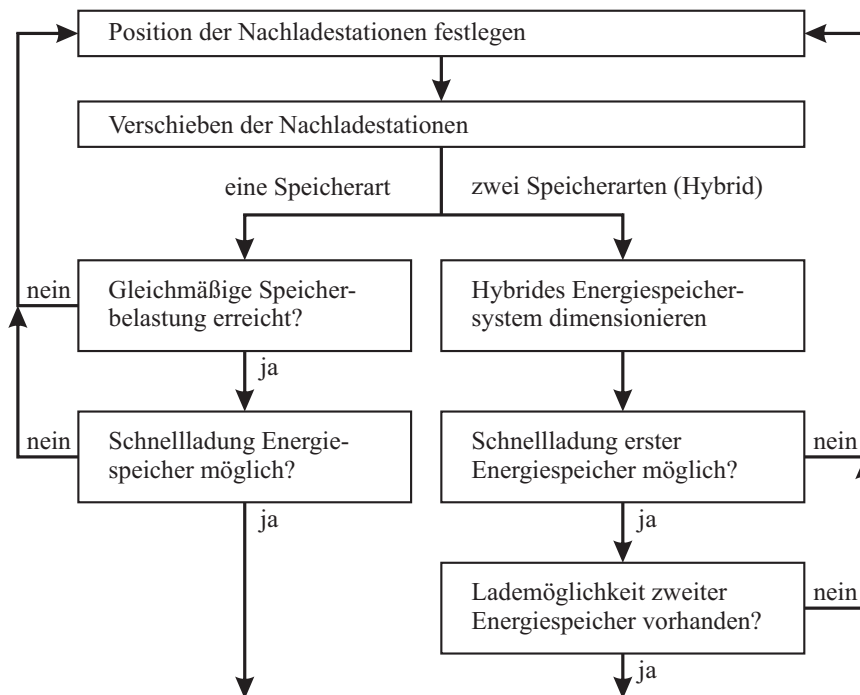 Position der Nachladestationen festlegen
Verschieben der Nachladestationen
eine Speicherart
zwei Speicherarten (Hybrid)
nein
Gleichmäßige Speicher-
belastung erreicht?
Hybrides Energiespeicher-
system dimensionieren
ja
nein
Schnellladung Energie-
speicher möglich?
Schnellladung erster
Energiespeicher möglich?
nein
ja
ja
Lademöglichkeit zweiter
Energiespeicher vorhanden?
nein
ja